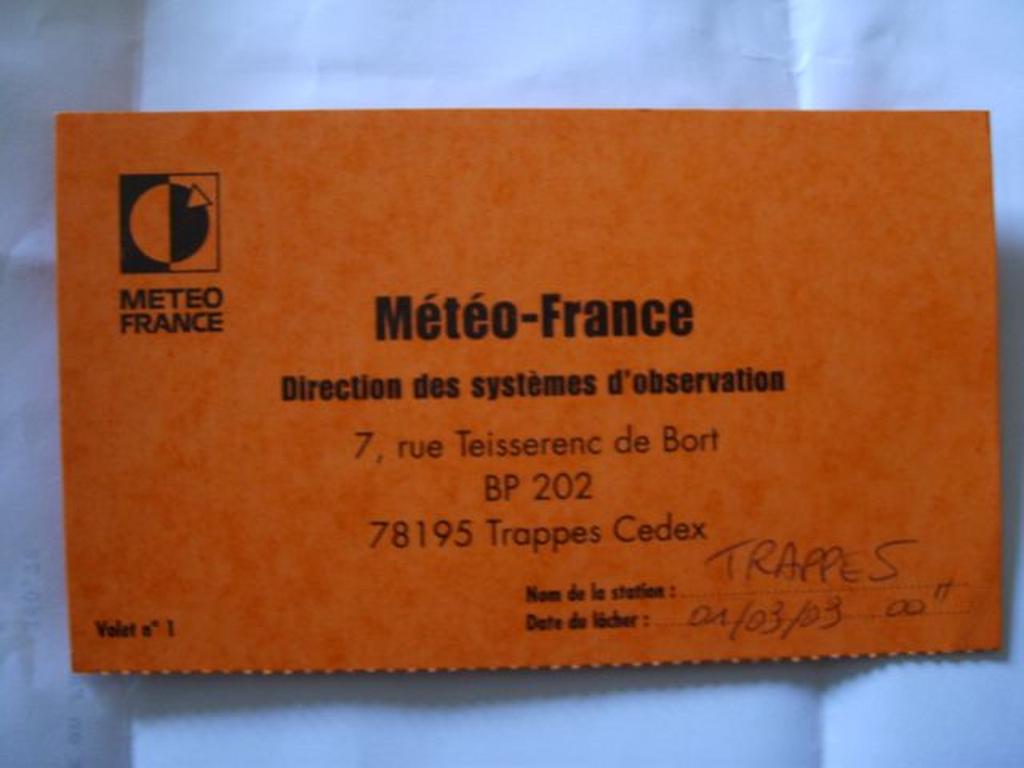 METEO
FRANCE
Météo-France
Direction des systèmes d'observation
7, rue Teisserenc de Bort
BP 202
78195 Trappes Cedex
Nom de la station : TRAPPES
Date du lâcher : 01/03/03 00H
Volet n° 1